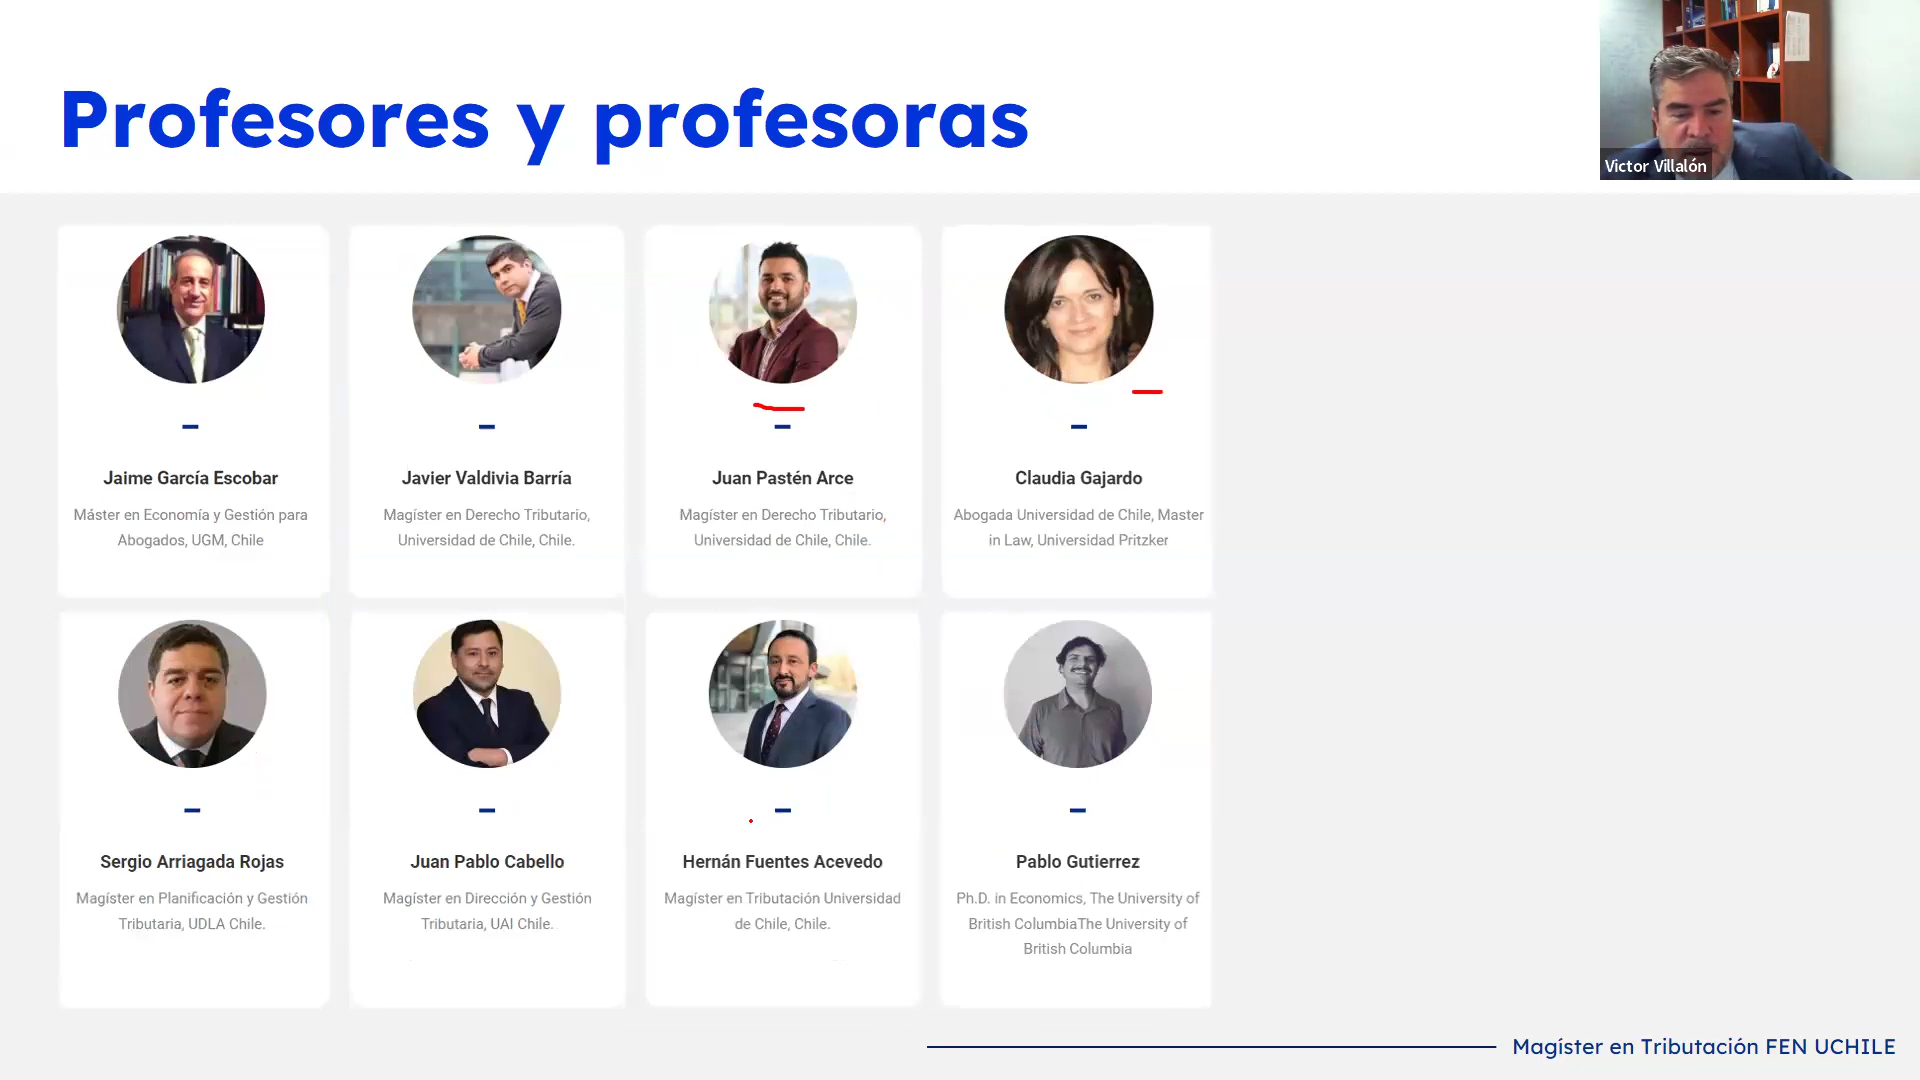 Profesores y profesoras
Victor Villalón
Jaime García Escobar
Máster en Economía y Gestión para
Abogados, UGM, Chile
Javier Valdivia Barría
Magíster en Derecho Tributario,
Universidad de Chile, Chile.
Juan Pastén Arce
Magíster en Derecho Tributario,
Universidad de Chile, Chile.
Claudia Gajardo
Abogada Universidad de Chile, Master
in Law, Universidad Pritzker
Sergio Arriagada Rojas
Magíster en Planificación y Gestión
Tributaria, UDLA Chile.
Juan Pablo Cabello
Magíster en Dirección y Gestión
Tributaria, UAI Chile.
Hernán Fuentes Acevedo
Magíster en Tributación Universidad
de Chile, Chile.
Pablo Gutierrez
Ph.D. in Economics, The University of
British ColumbiaThe University of
British Columbia
Magíster en Tributación FEN UCHILE